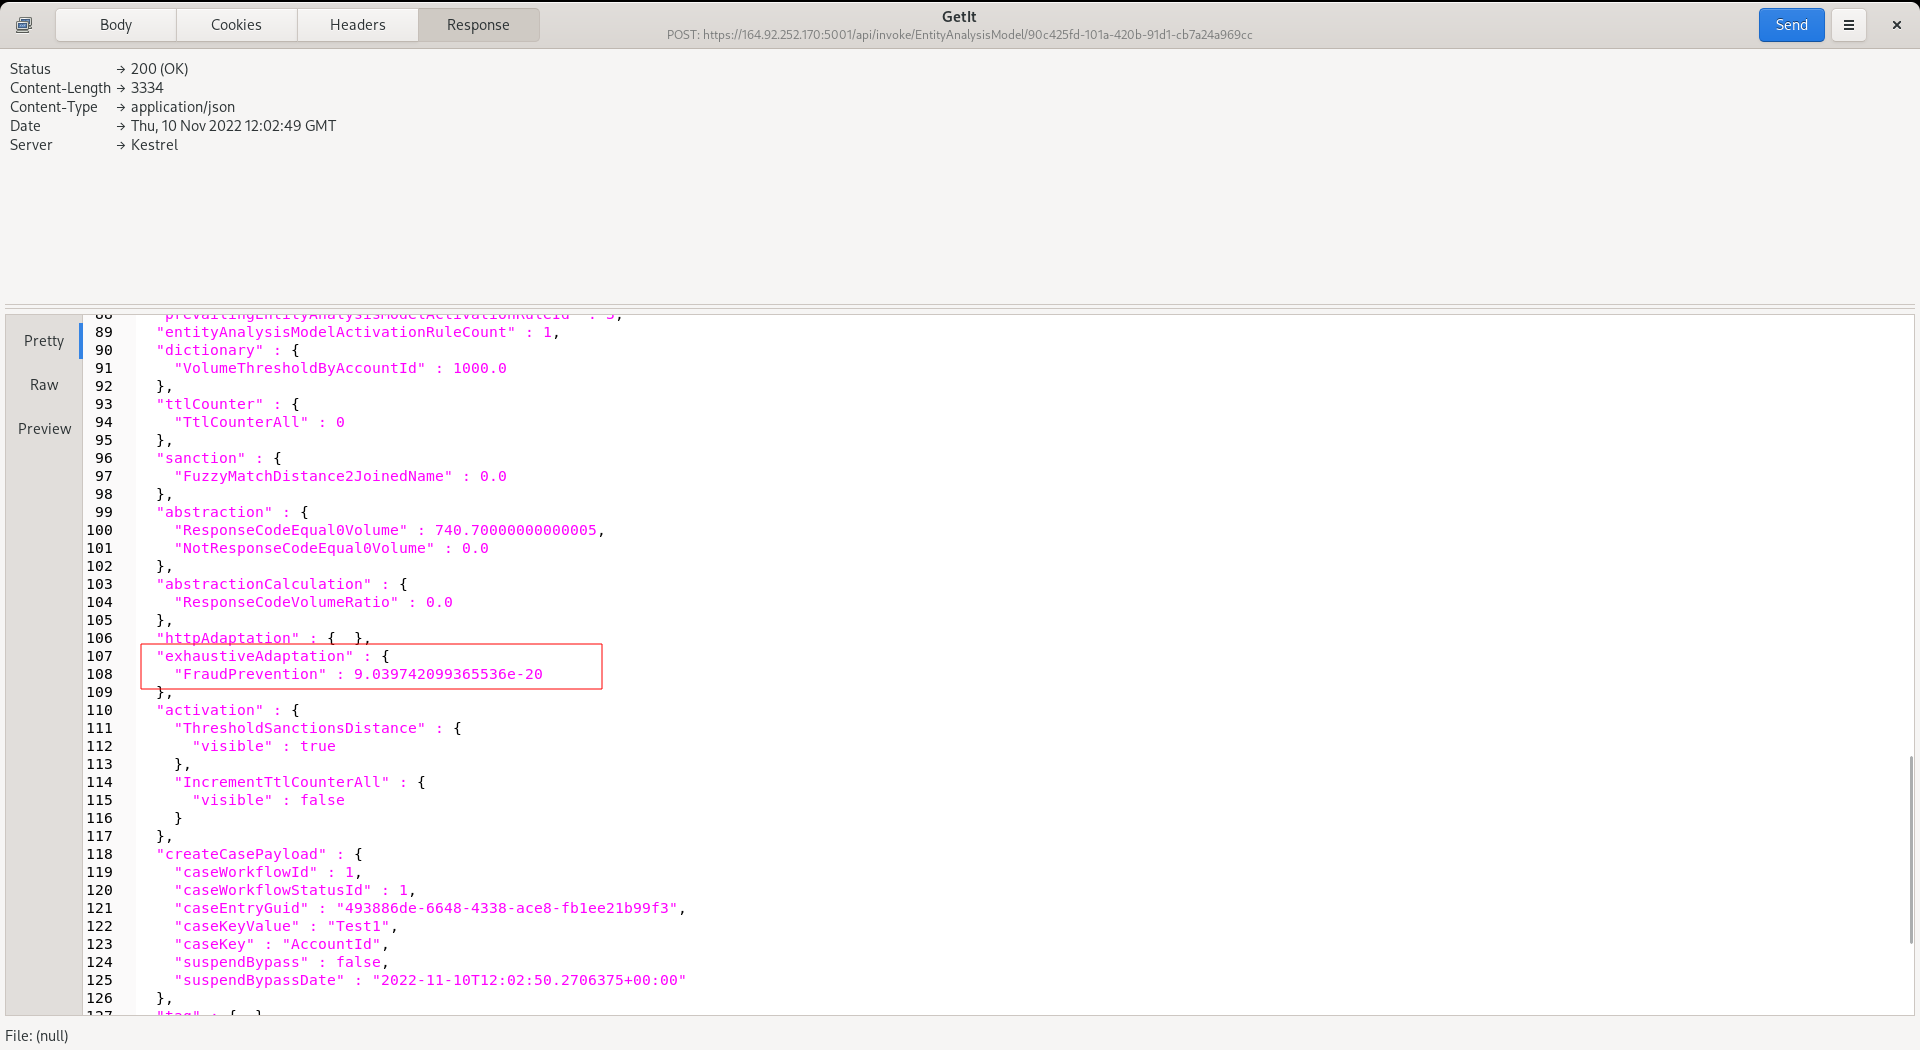 Body Cookies Headers Response
GetIt
POST: https://164.92.252.170:5001/api/invoke/EntityAnalysisModel/90c425fd-101a-420b-91d1-cb7a24a969cc
Send
Status → 200 (OK)
Content-Length → 3334
Content-Type → application/json
Date → Thu, 10 Nov 2022 12:02:49 GMT
Server → Kestrel
Pretty
Raw
Preview
88 "prevailingEntityAnalysisModelActivationRuleId" : 5,
89 "entityAnalysisModelActivationRuleCount" : 1,
90 "dictionary" : {
91 "VolumeThresholdByAccountId" : 1000.0
92 },
93 "ttlCounter" : {
94 "TtlCounterAll" : 0
95 },
96 "sanction" : {
97 "FuzzyMatchDistance2JoinedName" : 0.0
98 },
99 "abstraction" : {
100 "ResponseCodeEqual0Volume" : 740.70000000000005,
101 "NotResponseCodeEqual0Volume" : 0.0
102 },
103 "abstractionCalculation" : {
104 "ResponseCodeVolumeRatio" : 0.0
105 },
106 "httpAdaptation" : {  },
107 "exhaustiveAdaptation" : {
108 "FraudPrevention" : 9.039742099365536e-20
109 },
110 "activation" : {
111 "ThresholdSanctionsDistance" : {
112 "visible" : true
113 },
114 "IncrementTtlCounterAll" : {
115 "visible" : false
116 }
117 },
118 "createCasePayload" : {
119 "caseWorkflowId" : 1,
120 "caseWorkflowStatusId" : 1,
121 "caseEntryGuid" : "493886de-6648-4338-ace8-fb1ee21b99f3",
122 "caseKeyValue" : "Test1",
123 "caseKey" : "AccountId",
124 "suspendBypass" : false,
125 "suspendBypassDate" : "2022-11-10T12:02:50.2706375+00:00"
126 },
127 "tag" : {  }
File: (null)